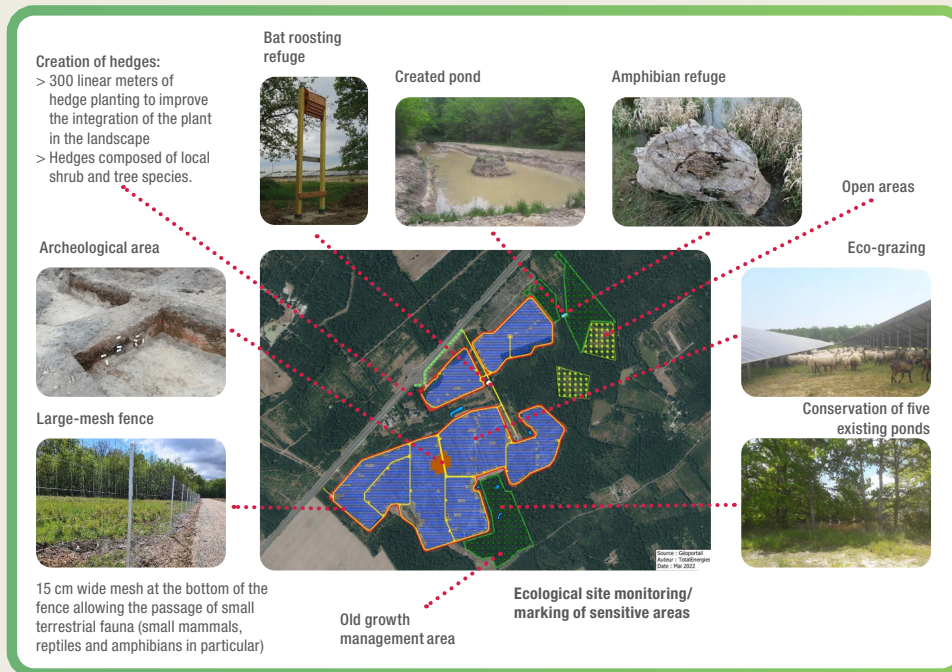 Creation of hedges:
> 300 linear meters of
hedge planting to improve
the integration of the plant
in the landscape
> Hedges composed of local
shrub and tree species.
Bat roosting
refuge
Created pond
Amphibian refuge
Open areas
Archeological area
Eco-grazing
Large-mesh fence
Conservation of five
existing ponds
15 cm wide mesh at the bottom of the
fence allowing the passage of small
terrestrial fauna (small mammals,
reptiles and amphibians in particular)
Old growth
management area
Ecological site monitoring/
marking of sensitive areas
Source : Géoportail
Auteur : TotalEnergies
Date : Mai 2022